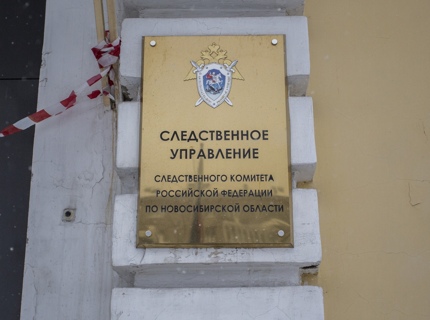 СЛЕДСТВЕННОЕ
УПРАВЛЕНИЕ
СЛЕДСТВЕННОГО КОМИТЕТА
РОССИЙСКОЙ ФЕДЕРАЦИИ
ПО НОВОСИБИРСКОЙ ОБЛАСТИ